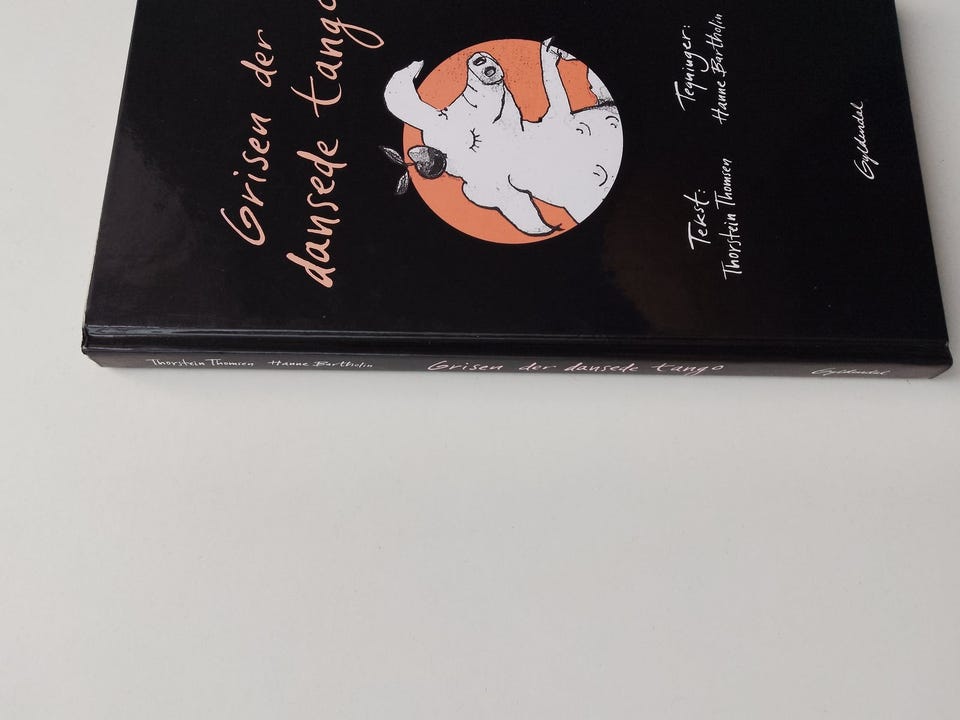 Grisen der
dansede tango
Tekst:
Thorstein Thomsen
Tegninger:
Hanne Bartholin
Gyldendal
Thorstein Thomsen Hanne Bartholin Grisen der dansede tango Gyldendal